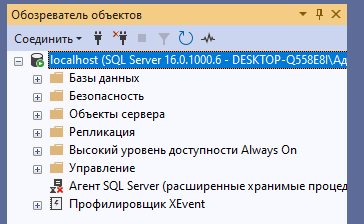 Обозреватель объектов
Соединить
localhost (SQL Server 16.0.1000.6 - DESKTOP-Q558E8I\Ад
Базы данных
Безопасность
Объекты сервера
Репликация
Высокий уровень доступности Always On
Управление
Агент SQL Server (расширенные хранимые процед
Профилировщик XEvent